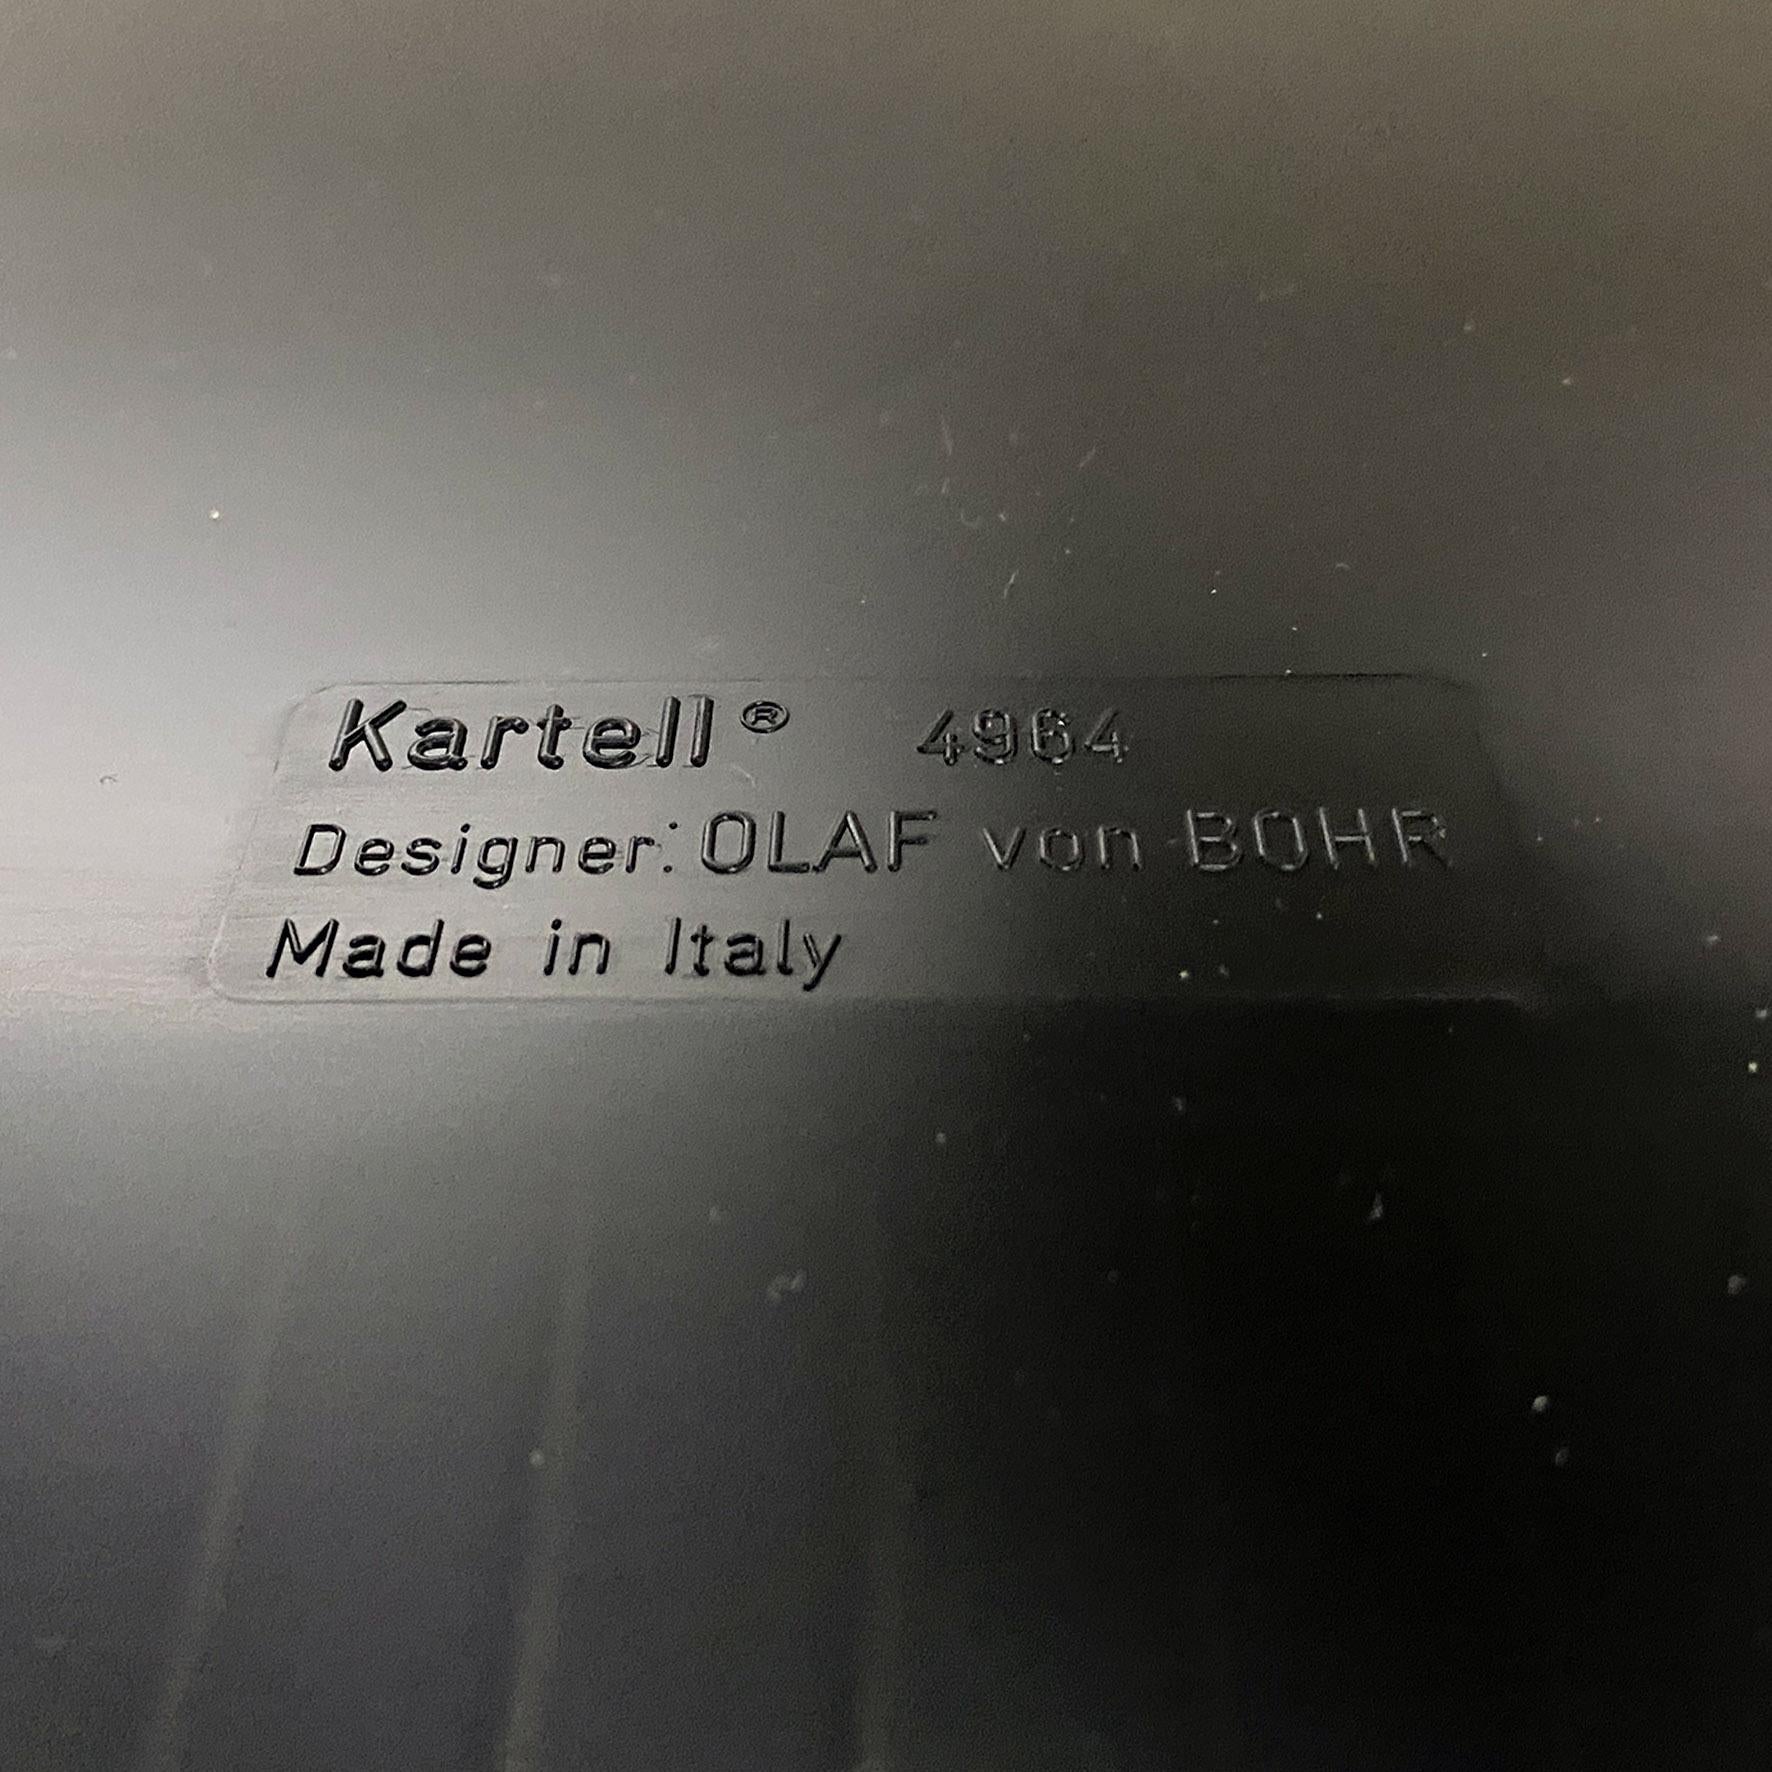 Kartell® 4964
Designer: OLAF von BOHR
Made in Italy